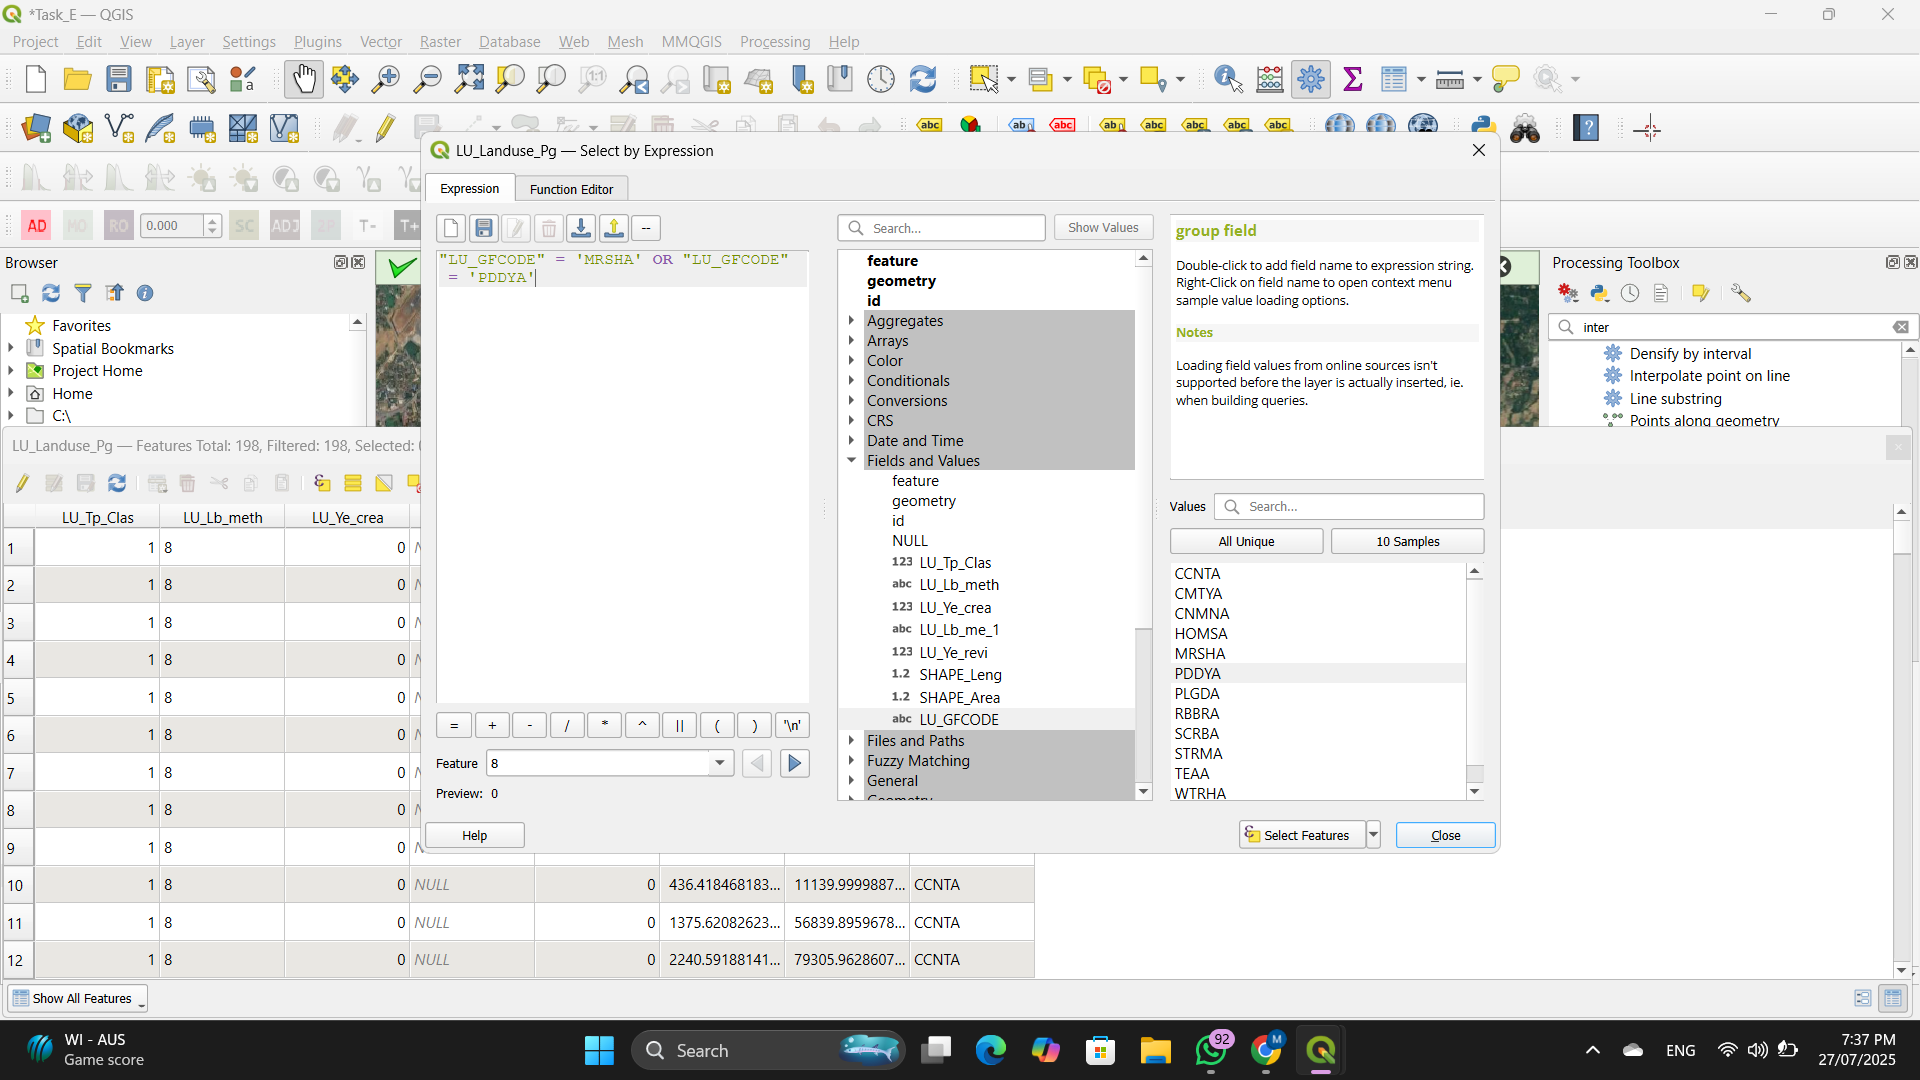 *Task_E — QGIS
Project Edit View Layer Settings Plugins Vector Raster Database Web Mesh MMQGIS Processing Help
AD MO RO 0.000 SC ADJ 2P T- T+
LU_Landuse_Pg — Select by Expression
Expression Function Editor
"LU_GFCODE" = 'MRSHA' OR "LU_GFCODE"
= 'PDDYA'
= + - / * ^ || ( ) '\n'
Feature 8
Preview: 0
Help
Search... Show Values
feature
geometry
id
Aggregates
Arrays
Color
Conditionals
Conversions
CRS
Date and Time
Fields and Values
feature
geometry
id
NULL
123 LU_Tp_Clas
abc LU_Lb_meth
123 LU_Ye_crea
abc LU_Lb_me_1
123 LU_Ye_revi
1.2 SHAPE_Leng
1.2 SHAPE_Area
abc LU_GFCODE
Files and Paths
Fuzzy Matching
General
Geometry
group field
Double-click to add field name to expression string.
Right-Click on field name to open context menu
sample value loading options.
Notes
Loading field values from online sources isn't
supported before the layer is actually inserted, ie.
when building queries.
Values Search...
All Unique 10 Samples
CCNTA
CMTYA
CNMNA
HOMSA
MRSHA
PDDYA
PLGDA
RBBRA
SCRBA
STRMA
TEAA
WTRHA
Select Features Close
Browser
Favorites
Spatial Bookmarks
Project Home
Home
C:\
Processing Toolbox
inter
Densify by interval
Interpolate point on line
Line substring
Points along geometry
LU_Landuse_Pg — Features Total: 198, Filtered: 198, Selected:
LU_Tp_Clas LU_Lb_meth LU_Ye_crea
1 1 8 0
2 1 8 0
3 1 8 0
4 1 8 0
5 1 8 0
6 1 8 0
7 1 8 0
8 1 8 0
9 1 8 0
10 1 8 0 NULL 0 436.418468183... 11139.9999887... CCNTA
11 1 8 0 NULL 0 1375.62082623... 56839.8959678... CCNTA
12 1 8 0 NULL 0 2240.59188141... 79305.9628607... CCNTA
Show All Features
WI - AUS
Game score
Search
92
M
ENG
7:37 PM
27/07/2025